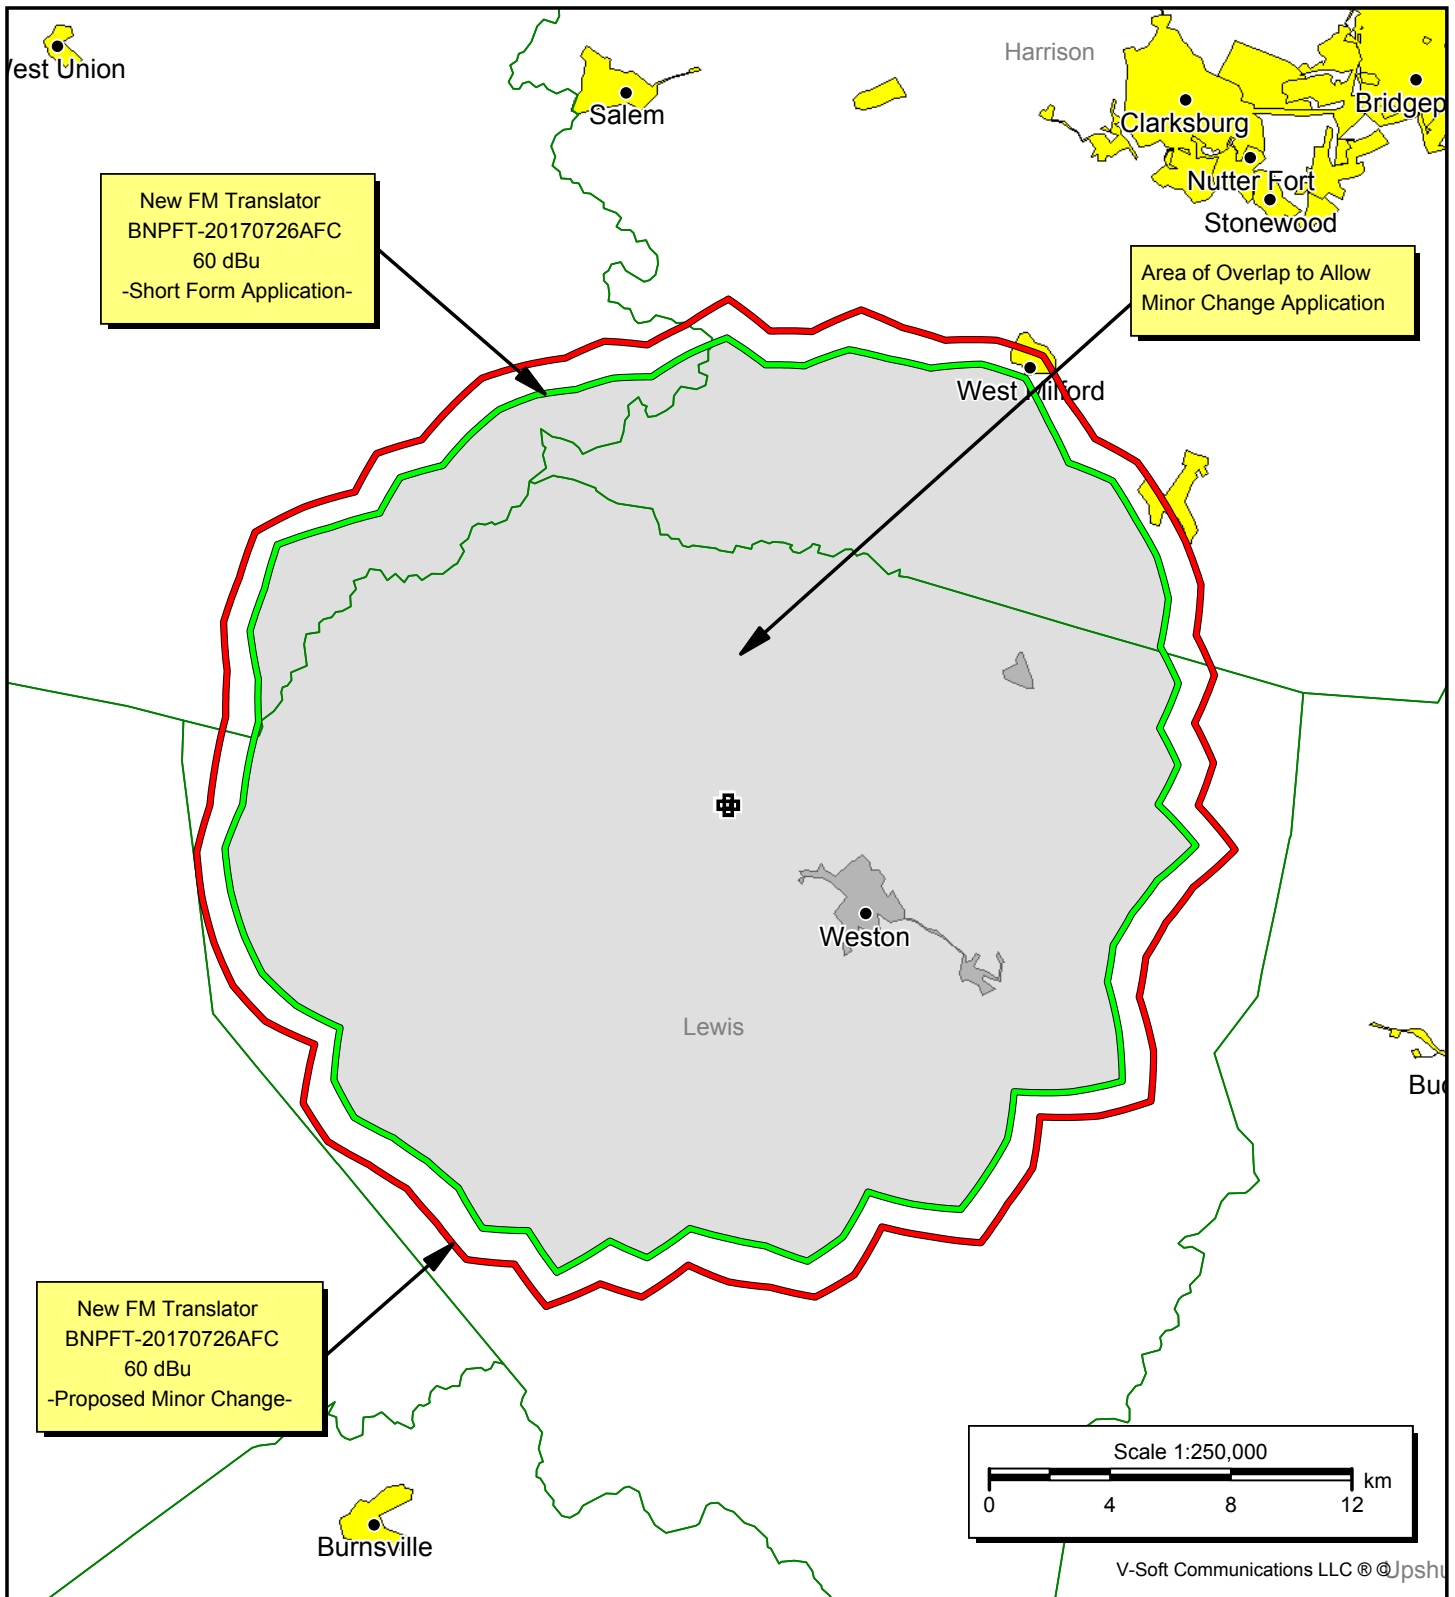 West Union
Salem
Harrison
Clarksburg
Bridgep
Nutter Fort
Stonewood
New FM Translator
BNPFT-20170726AFC
60 dBu
-Short Form Application-
Area of Overlap to Allow
Minor Change Application
West Milford
Weston
Lewis
Buc
New FM Translator
BNPFT-20170726AFC
60 dBu
-Proposed Minor Change-
Burnsville
Scale 1:250,000
km
0 4 8 12
V-Soft Communications LLC ® ©
Upshu